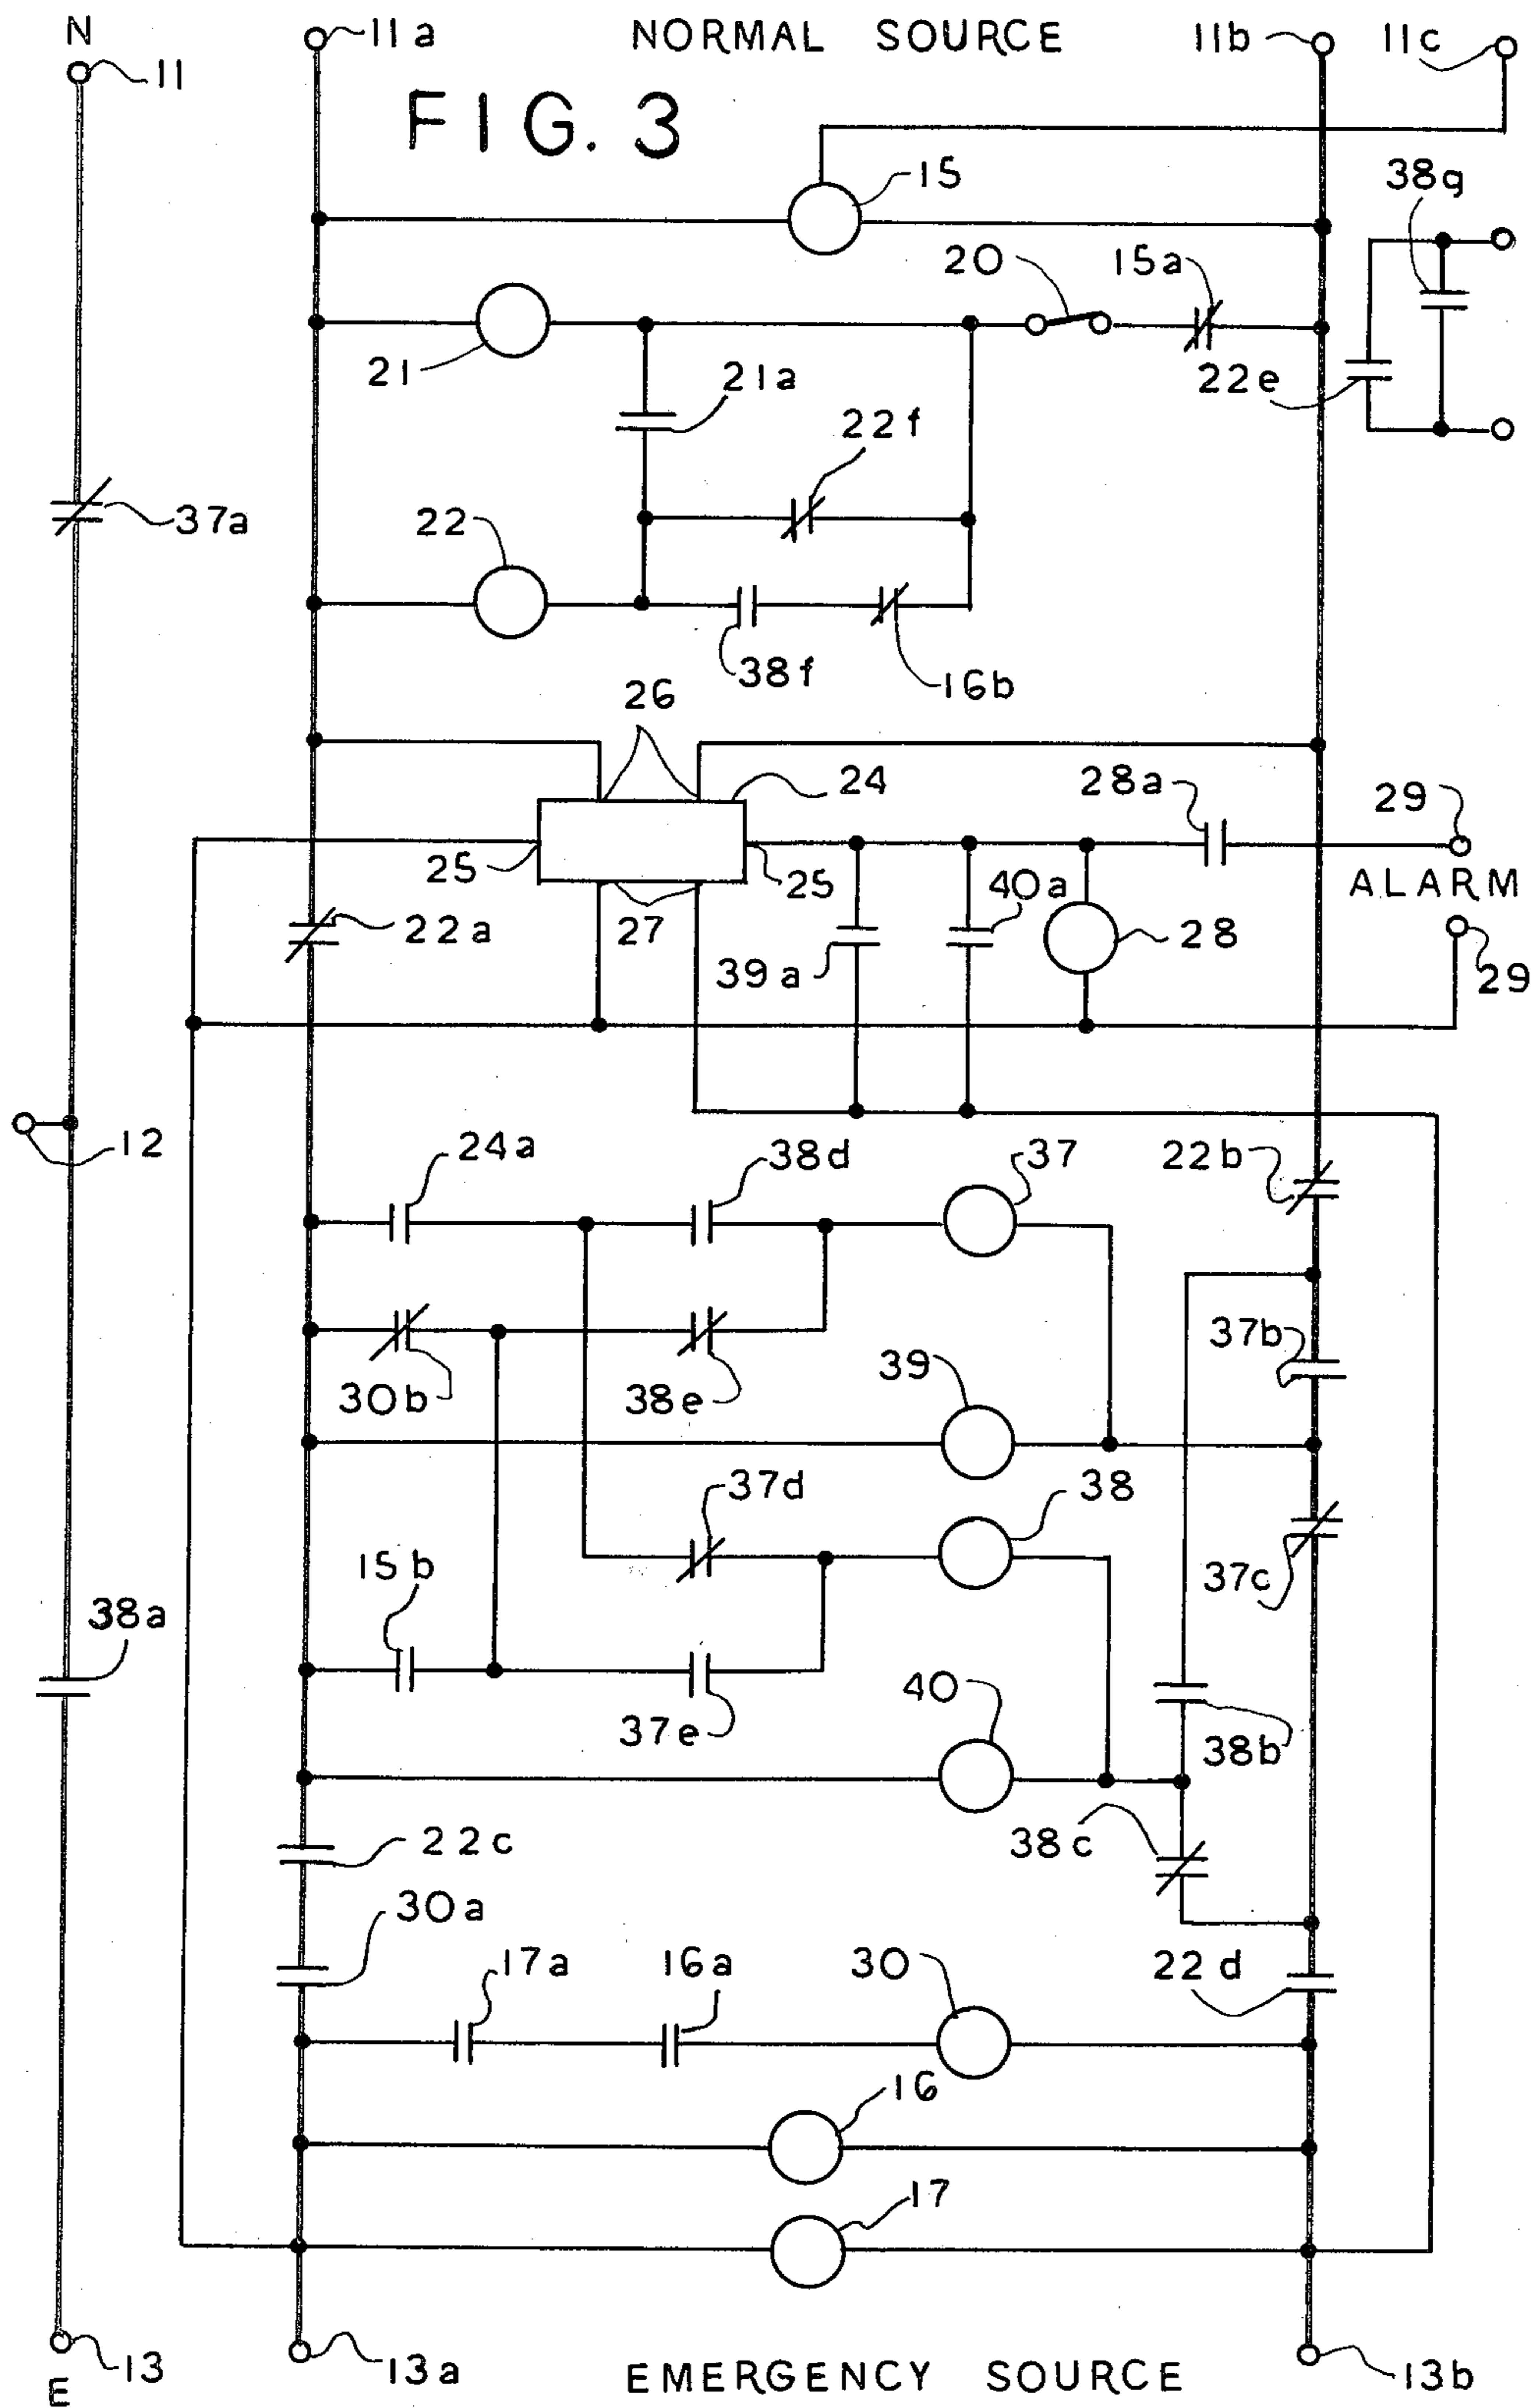 N
11a NORMAL SOURCE 11b 11c
11
FIG. 3
15
38g
20 15a
21 21a 22e
22f
37a
22
38f 16b
26
24 28a 29
25 25 40a ALARM
22a 27 39a 28
29
12 24a 38d 37 22b
37b
30b 38e 39
37d 38
15b 37c
38a
40
37e 38b
22c 38c
30a
17a 16a 30 22d
16
17
13 13a EMERGENCY SOURCE 13b
E